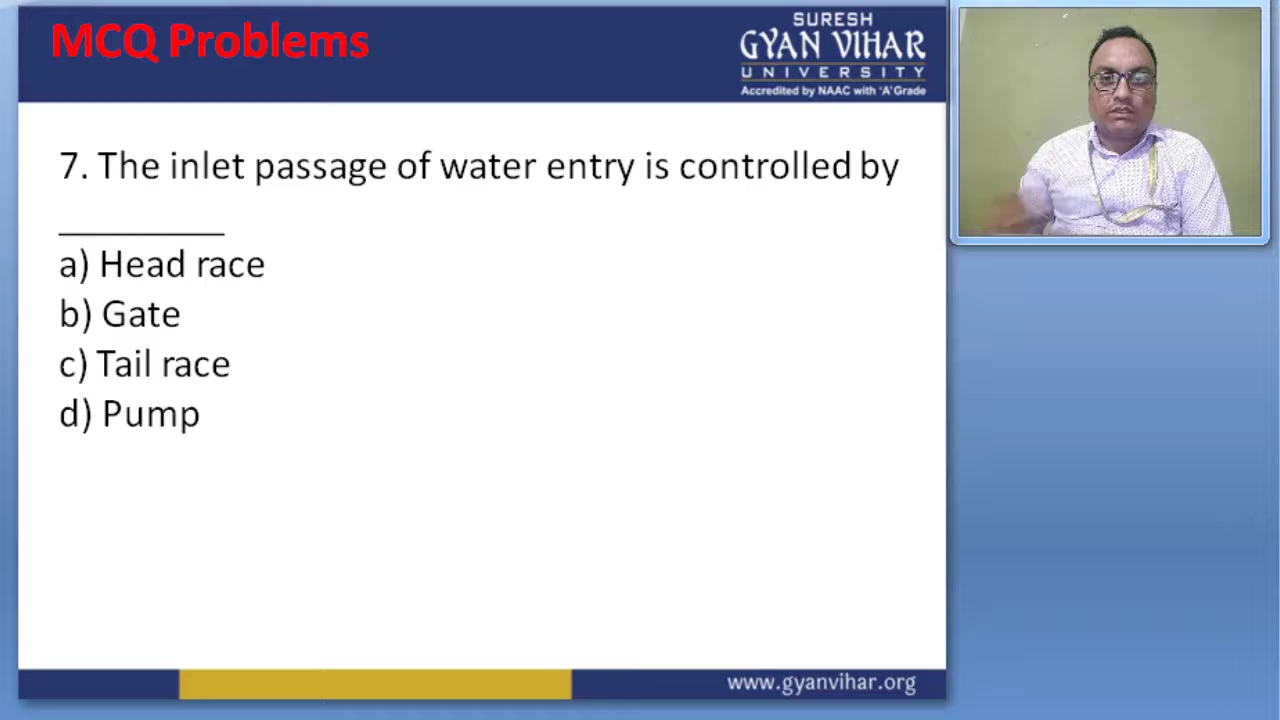 MCQ Problems
SURESH
GYAN VIHAR
UNIVERSITY
Accredited by NAAC with 'A' Grade
7. The inlet passage of water entry is controlled by
_________
a) Head race
b) Gate
c) Tail race
d) Pump
www.gyanvihar.org